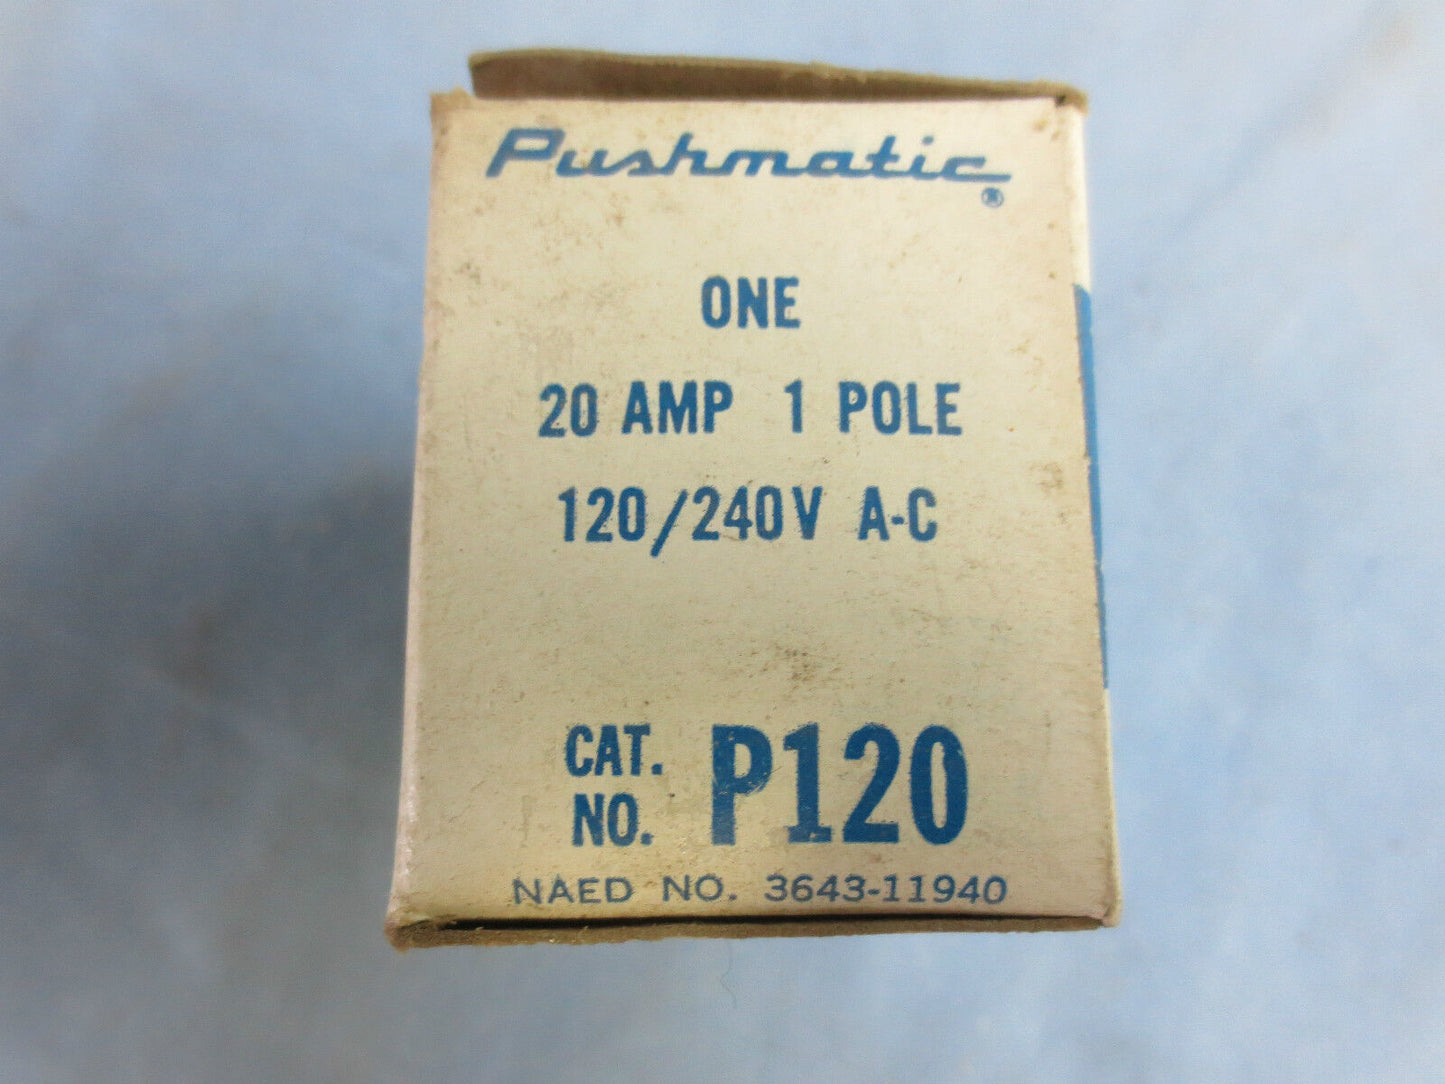 Pushmatic®
ONE
20 AMP 1 POLE
120/240V A-C
CAT. NO. P120
NAED NO. 3643-11940